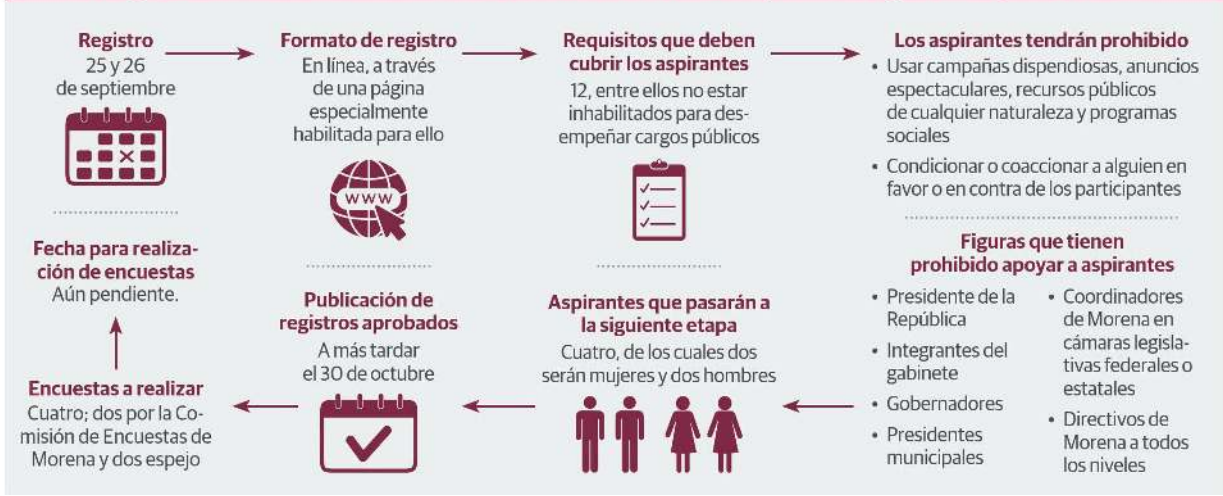 Registro
25 y 26
de septiembre
Formato de registro
En línea, a través
de una página
especialmente
habilitada para ello
www
Requisitos que deben
cubrir los aspirantes
12, entre ellos no estar
inhabilitados para des-
empeñar cargos públicos
Los aspirantes tendrán prohibido
• Usar campañas dispendiosas, anuncios
espectaculares, recursos públicos
de cualquier naturaleza y programas
sociales
• Condicionar o coaccionar a alguien en
favor o en contra de los participantes
Figuras que tienen
prohibido apoyar a aspirantes
• Presidente de la
República
• Integrantes del
gabinete
• Gobernadores
• Presidentes
municipales
• Coordinadores
de Morena en
cámaras legisla-
tivas federales o
estatales
• Directivos de
Morena a todos
los niveles
Aspirantes que pasarán a
la siguiente etapa
Cuatro, de los cuales dos
serán mujeres y dos hombres
Publicación de
registros aprobados
A más tardar
el 30 de octubre
Encuestas a realizar
Cuatro; dos por la Co-
misión de Encuestas de
Morena y dos espejo
Fecha para realiza-
ción de encuestas
Aún pendiente.